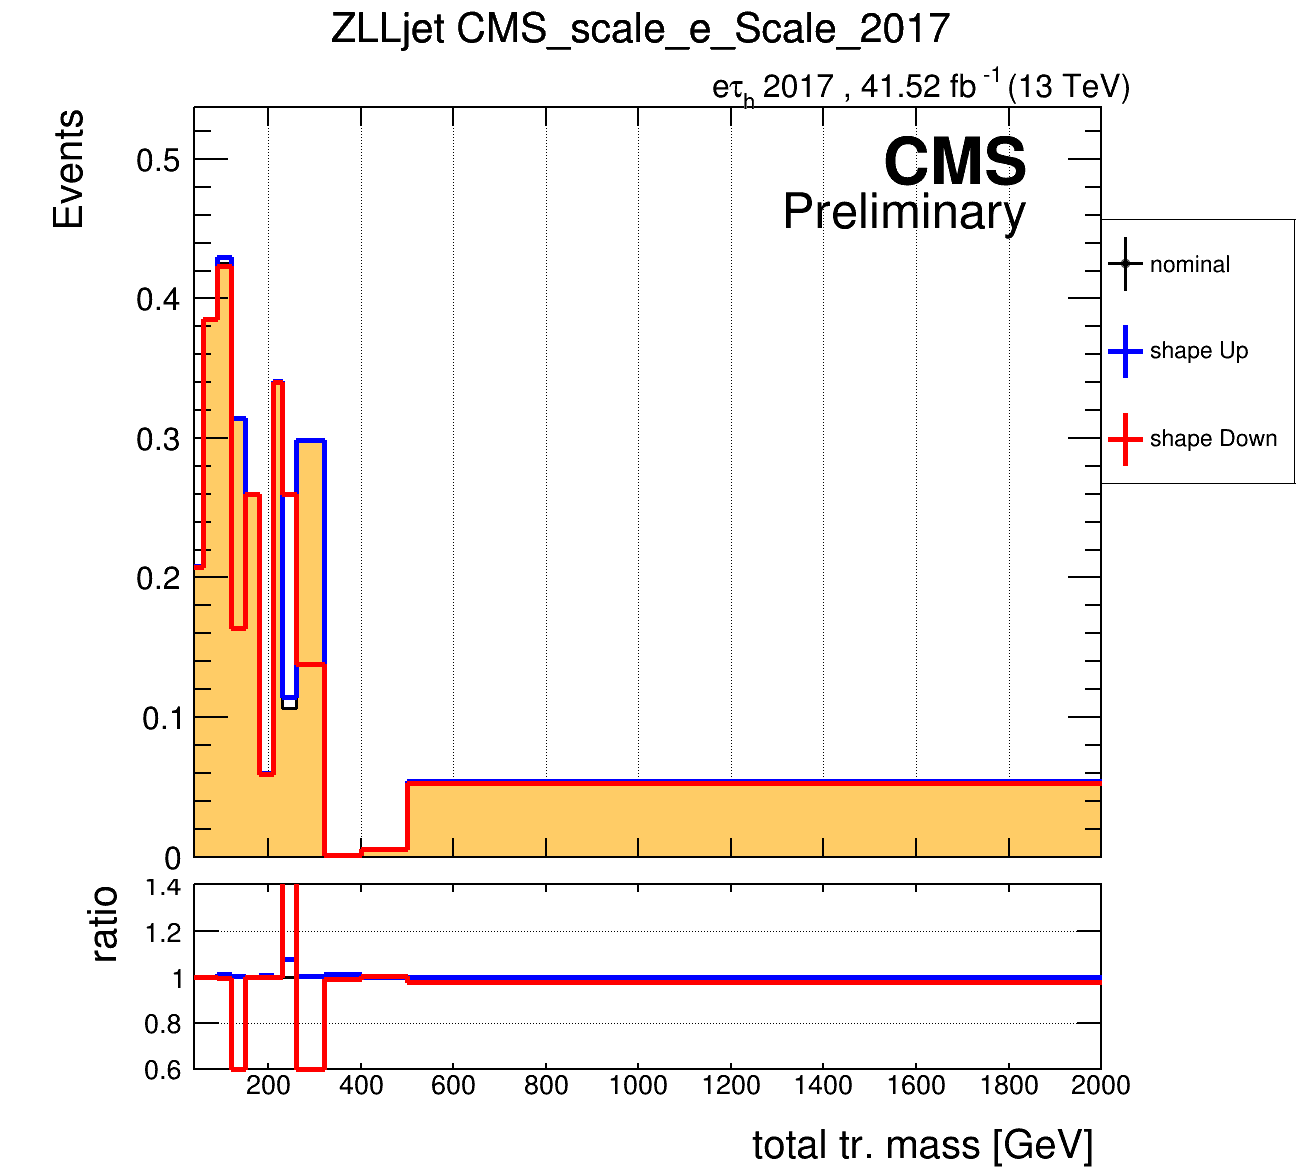 ZLLjet CMS_scale_e_Scale_2017
eτh 2017 , 41.52 fb -1 (13 TeV)
Events
CMS
Preliminary
0.5
0.4
0.3
0.2
0.1
0
nominal
shape Up
shape Down
ratio
1.4
1.2
1
0.8
0.6
200 400 600 800 1000 1200 1400 1600 1800 2000
total tr. mass [GeV]